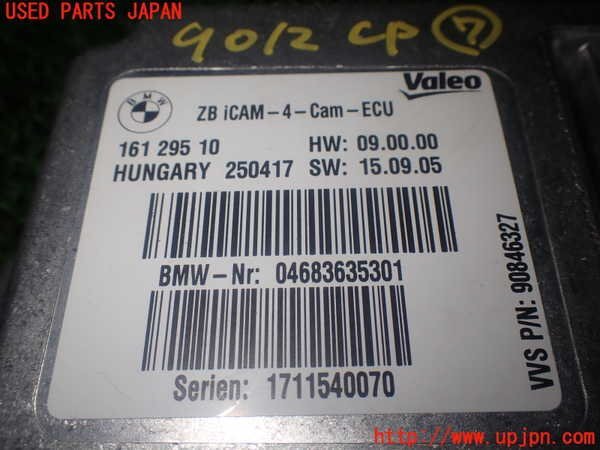 USED PARTS JAPAN
9012 CP 7
BMW
Valeo
ZB iCAM-4-Cam-ECU
161 295 10 HW: 09.00.00
HUNGARY 250417 SW: 15.09.05
BMW-Nr: 04683635301
Serien: 1711540070
VVS P/N: 90846327
http://www.upjpn.com/